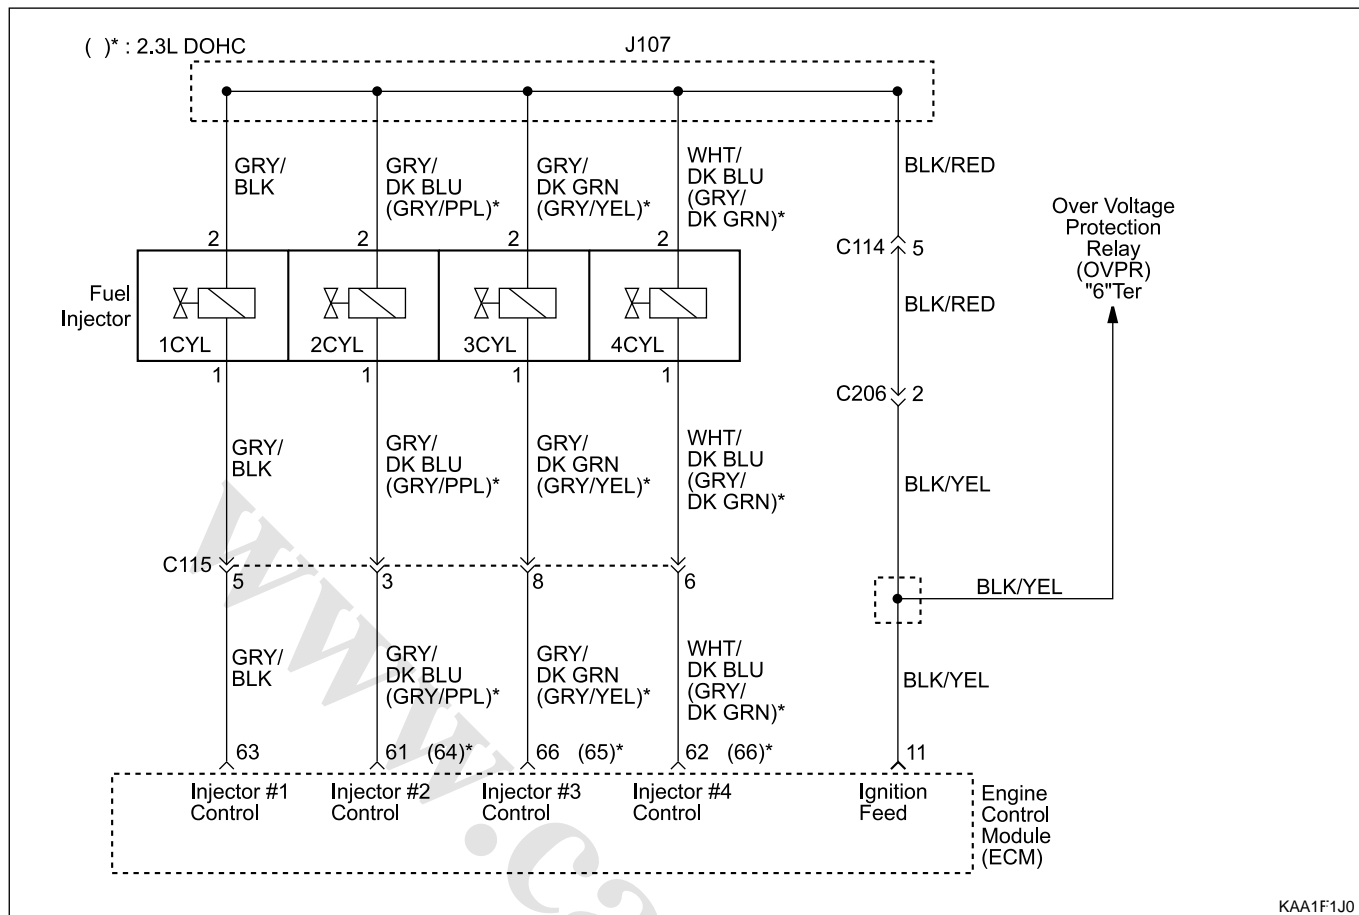 ( )* : 2.3L DOHC
J107
GRY/
BLK
GRY/
DK BLU
(GRY/PPL)*
GRY/
DK GRN
(GRY/YEL)*
WHT/
DK BLU
(GRY/
DK GRN)*
BLK/RED
Over Voltage
Protection
Relay
(OVPR)
"6"Ter
2
2
2
2
C114
5
Fuel
Injector
1CYL
2CYL
3CYL
4CYL
BLK/RED
1
1
1
1
C206
2
GRY/
BLK
GRY/
DK BLU
(GRY/PPL)*
GRY/
DK GRN
(GRY/YEL)*
WHT/
DK BLU
(GRY/
DK GRN)*
BLK/YEL
C115
5
3
8
6
BLK/YEL
GRY/
BLK
GRY/
DK BLU
(GRY/PPL)*
GRY/
DK GRN
(GRY/YEL)*
WHT/
DK BLU
(GRY/
DK GRN)*
BLK/YEL
63
61 (64)*
66 (65)*
62 (66)*
11
Injector #1
Control
Injector #2
Control
Injector #3
Control
Injector #4
Control
Ignition
Feed
Engine
Control
Module
(ECM)
www.ca
KAA1F1J0